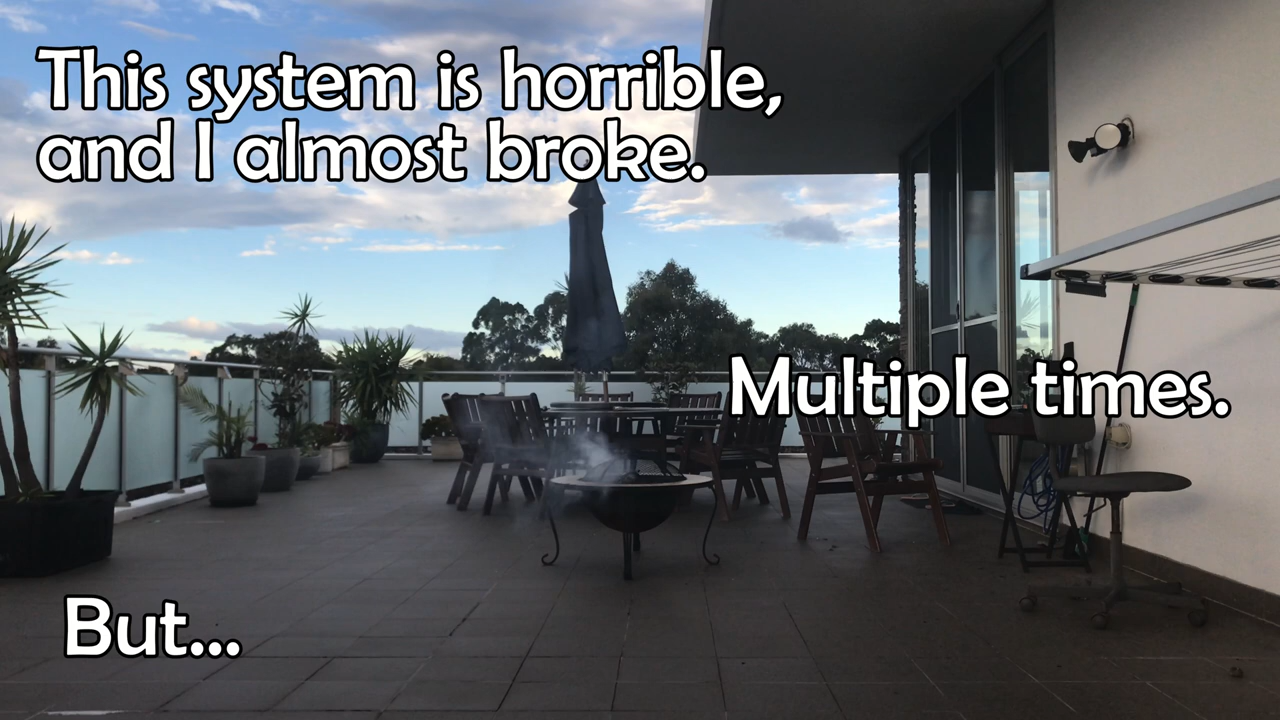 This system is horrible,
and I almost broke.
Multiple times.
But...